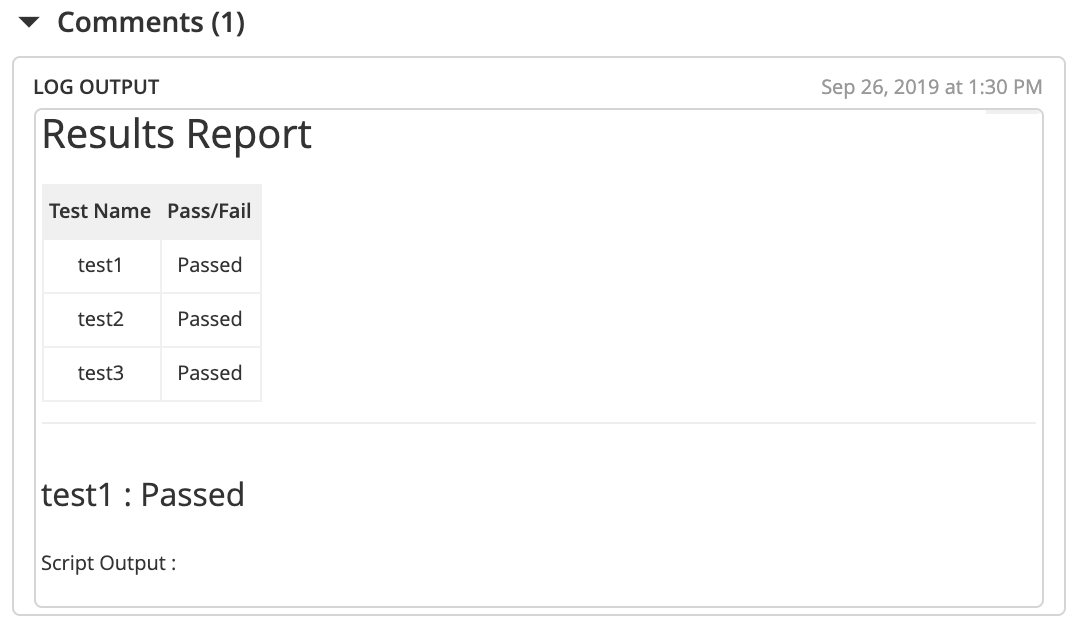 Comments (1)
LOG OUTPUT Sep 26, 2019 at 1:30 PM
Results Report
Test Name Pass/Fail
test1 Passed
test2 Passed
test3 Passed
test1 : Passed
Script Output :